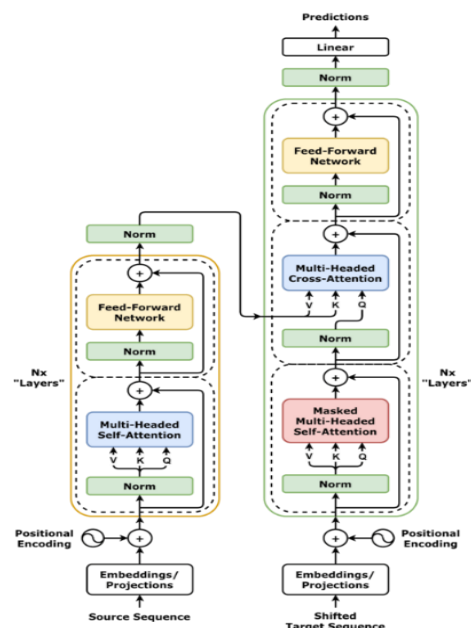 Predictions
Linear
Norm
+
Feed-Forward
Network
Norm
+
Multi-Headed
Cross-Attention
V K Q
Norm
+
Masked
Multi-Headed
Self-Attention
V K Q
Norm
Nx
"Layers"
+
Positional
Encoding
Embeddings/
Projections
Shifted
Target Sequence
Norm
+
Feed-Forward
Network
Norm
+
Multi-Headed
Self-Attention
V K Q
Norm
Nx
"Layers"
+
Positional
Encoding
Embeddings/
Projections
Source Sequence